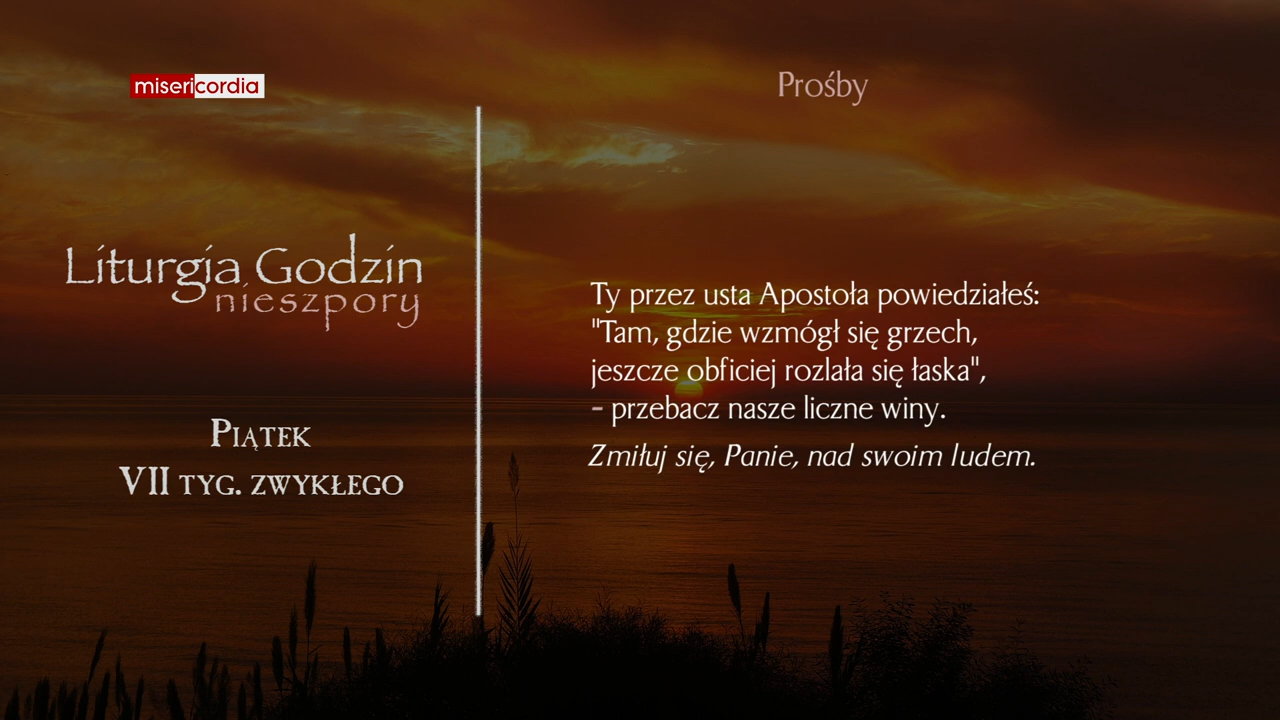 misericordia
Liturgia Godzin
nieszpory
Piątek
VII tyg. zwykłego
Prośby
Ty przez usta Apostoła powiedziałeś:
"Tam, gdzie wzmógł się grzech,
jeszcze obficiej rozlała się łaska",
- przebacz nasze liczne winy.
Zmiłuj się, Panie, nad swoim ludem.